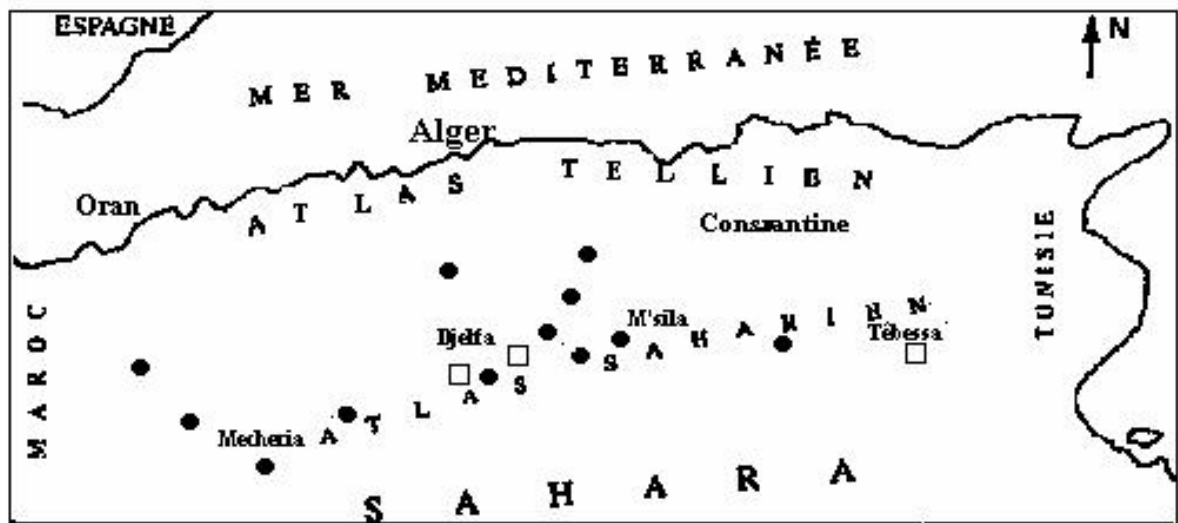 ESPAGNE
N
MER MEDITERRANÉE
Alger
ATLAS TELLIEN
Oran
Consrantine
TUNISIE
MAROC
M'sila
Djelfa
Tébessa
ATLAS SAHARIEN
Mecheria
SAHARA